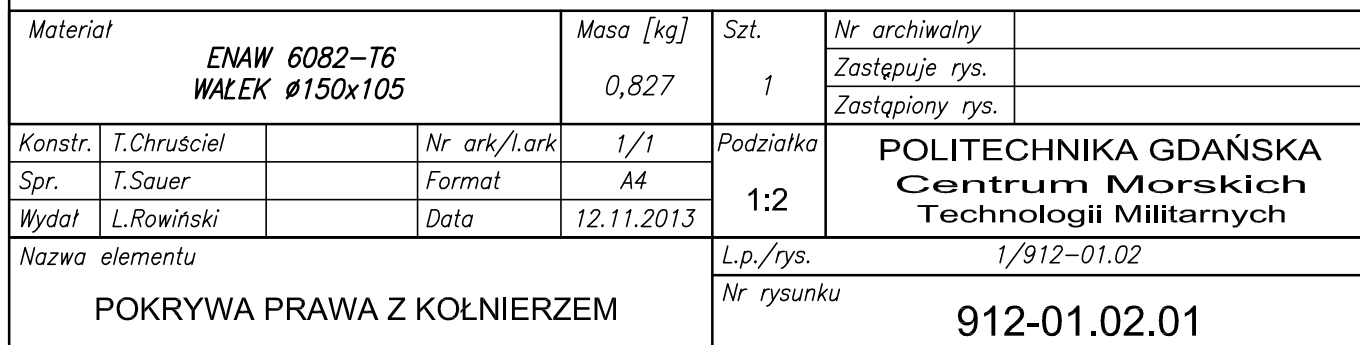 Materiał
ENAW 6082-T6
WAŁEK ø150x105
Masa [kg]
0,827
Szt.
1
Nr archiwalny
Zastępuje rys.
Zastąpiony rys.
Konstr. T.Chruściel Nr ark/l.ark 1/1
Spr. T.Sauer Format A4
Wydał L.Rowiński Data 12.11.2013
Podziałka
1:2
POLITECHNIKA GDAŃSKA
Centrum Morskich
Technologii Militarnych
Nazwa elementu
POKRYWA PRAWA Z KOŁNIERZEM
L.p./rys. 1/912-01.02
Nr rysunku
912-01.02.01